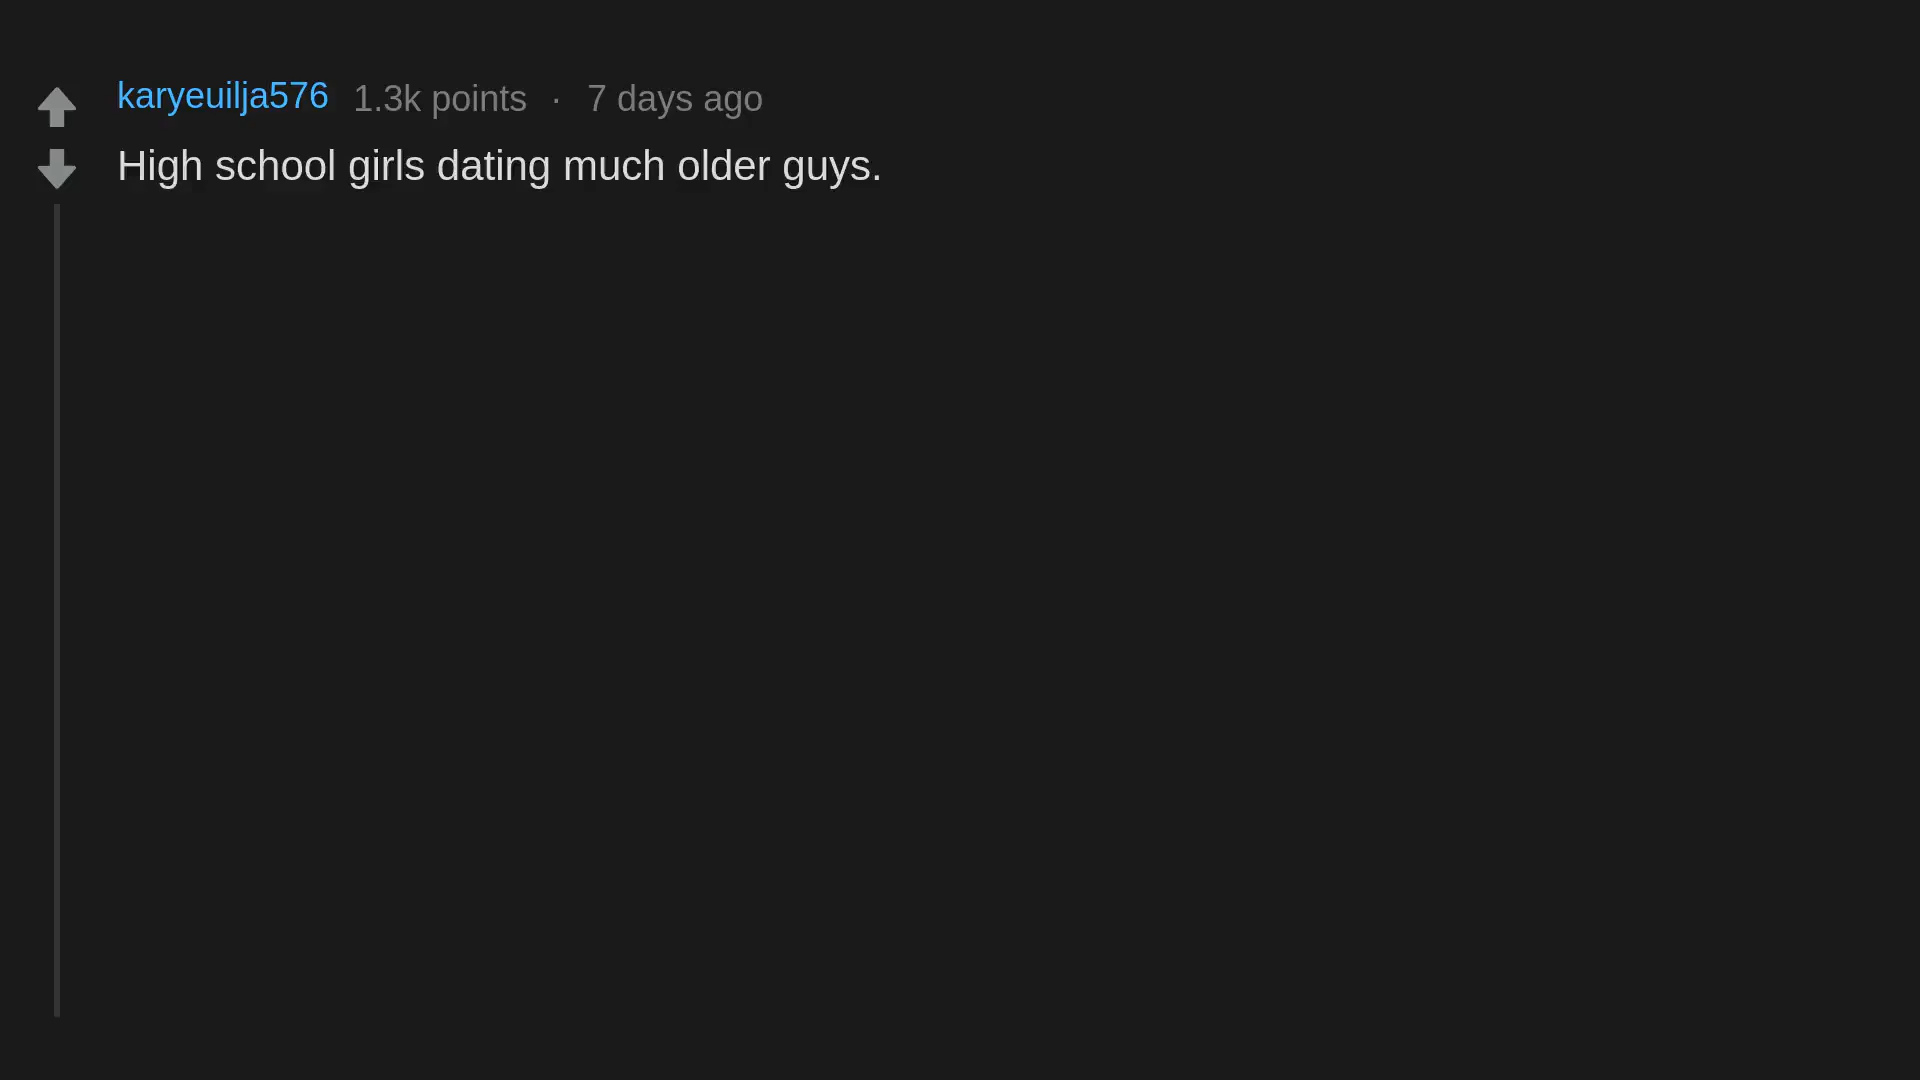 karyeuilja576 1.3k points · 7 days ago
High school girls dating much older guys.